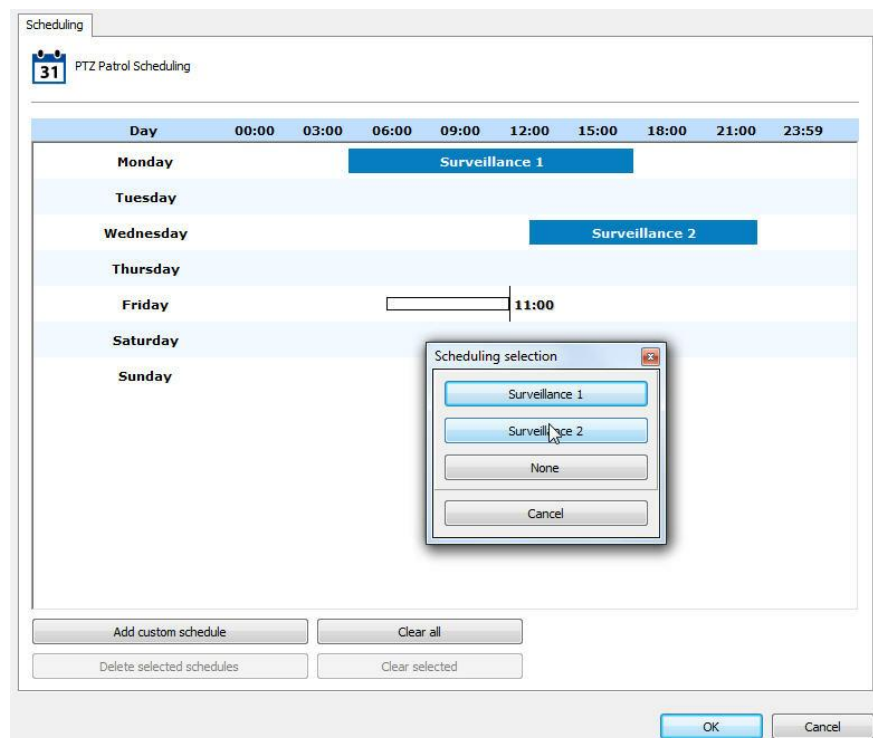 Scheduling
31 PTZ Patrol Scheduling
Day 00:00 03:00 06:00 09:00 12:00 15:00 18:00 21:00 23:59
Monday Surveillance 1
Tuesday
Wednesday Surveillance 2
Thursday
Friday 11:00
Saturday
Sunday
Scheduling selection
Surveillance 1
Surveillance 2
None
Cancel
Add custom schedule Clear all
Delete selected schedules Clear selected
OK Cancel